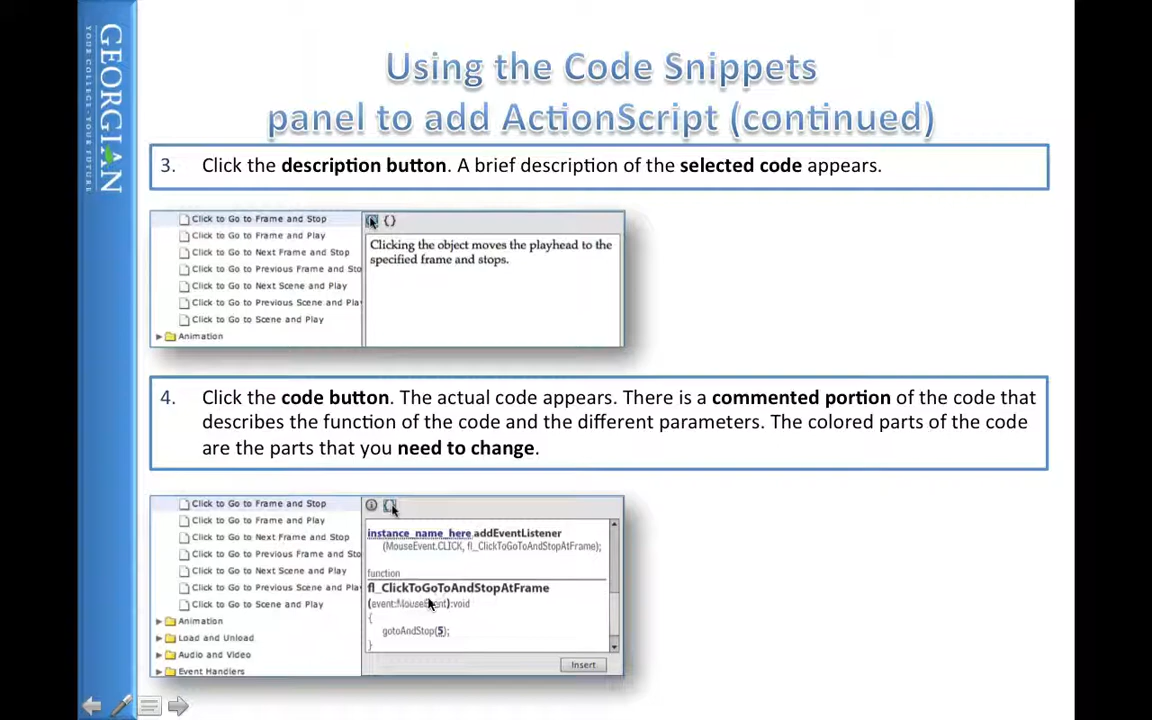 GEORGIAN
YOUR COLLEGE · YOUR FUTURE
Using the Code Snippets
panel to add ActionScript (continued)
3. Click the description button. A brief description of the selected code appears.
Click to Go to Frame and Stop
Click to Go to Frame and Play
Click to Go to Next Frame and Stop
Click to Go to Previous Frame and Sto
Click to Go to Next Scene and Play
Click to Go to Previous Scene and Play
Click to Go to Scene and Play
Animation
{}
Clicking the object moves the playhead to the
specified frame and stops.
4. Click the code button. The actual code appears. There is a commented portion of the code that
describes the function of the code and the different parameters. The colored parts of the code
are the parts that you need to change.
Click to Go to Frame and Stop
Click to Go to Frame and Play
Click to Go to Next Frame and Stop
Click to Go to Previous Frame and Sto
Click to Go to Next Scene and Play
Click to Go to Previous Scene and Play
Click to Go to Scene and Play
Animation
Load and Unload
Audio and Video
Event Handlers
instance_name_here.addEventListener
(MouseEvent.CLICK, fl_ClickToGoToAndStopAtFrame);
function
fl_ClickToGoToAndStopAtFrame
(event:MouseEvent):void
{
gotoAndStop(5);
}
Insert